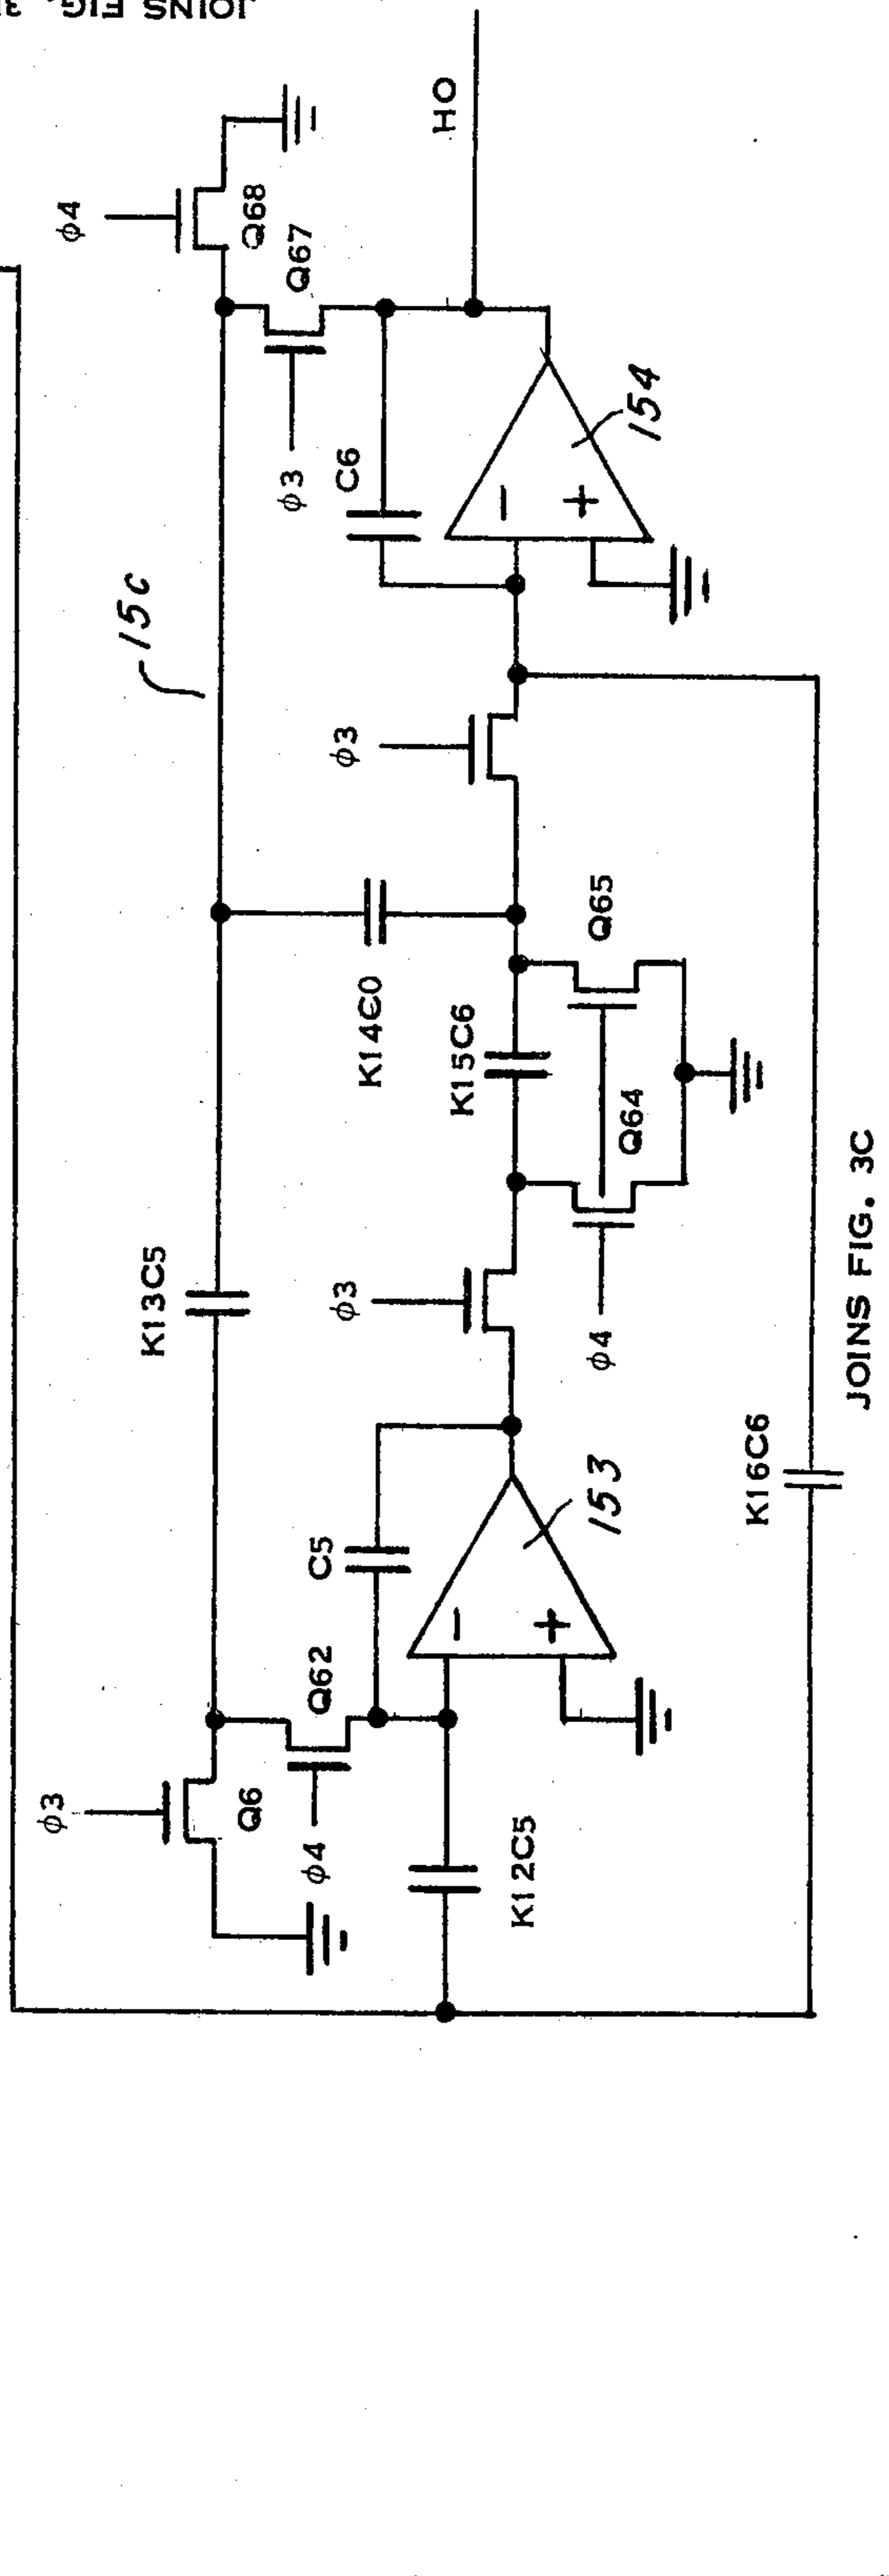 JOINS FIG. 3
φ4
Q68
Q67
φ3
HO
15c
C6
154
φ3
K14C0
Q65
K15C6
Q64
K13C5
φ3
φ4
C5
153
K16C6
Q62
φ3
Q6
φ4
K12C5
JOINS FIG. 3C